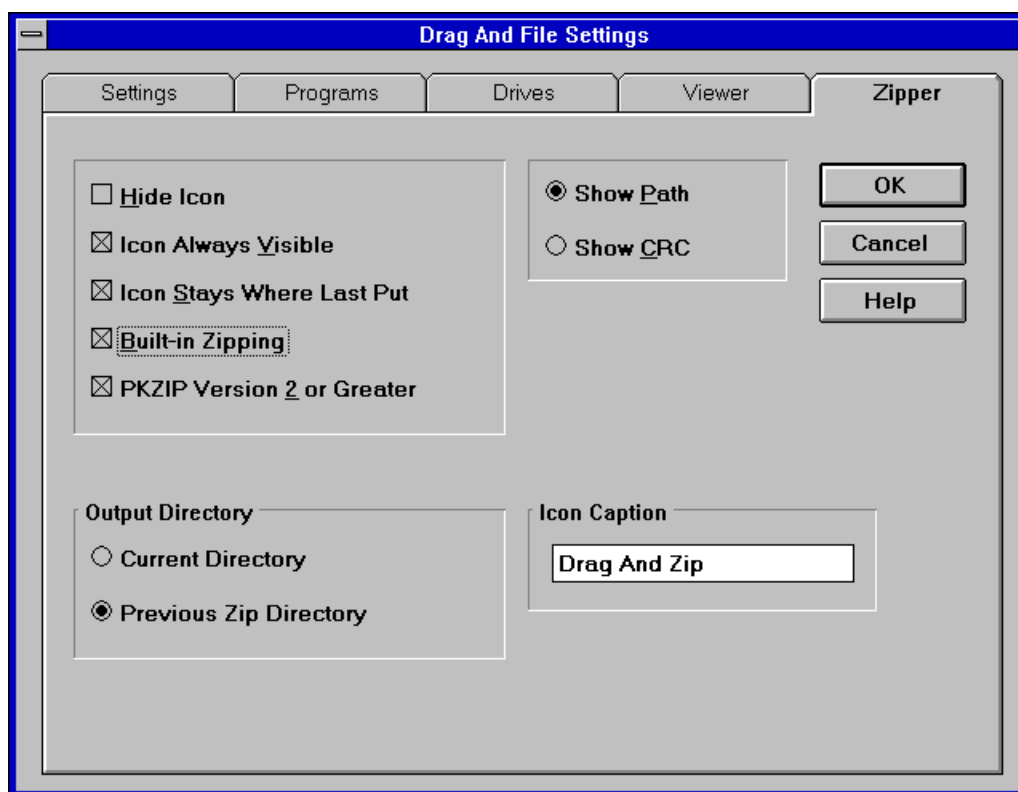 Drag And File Settings
Settings
Programs
Drives
Viewer
Zipper
Hide Icon
Icon Always Visible
Icon Stays Where Last Put
Built-in Zipping
PKZIP Version 2 or Greater
Show Path
Show CRC
OK
Cancel
Help
Output Directory
Current Directory
Previous Zip Directory
Icon Caption
Drag And Zip